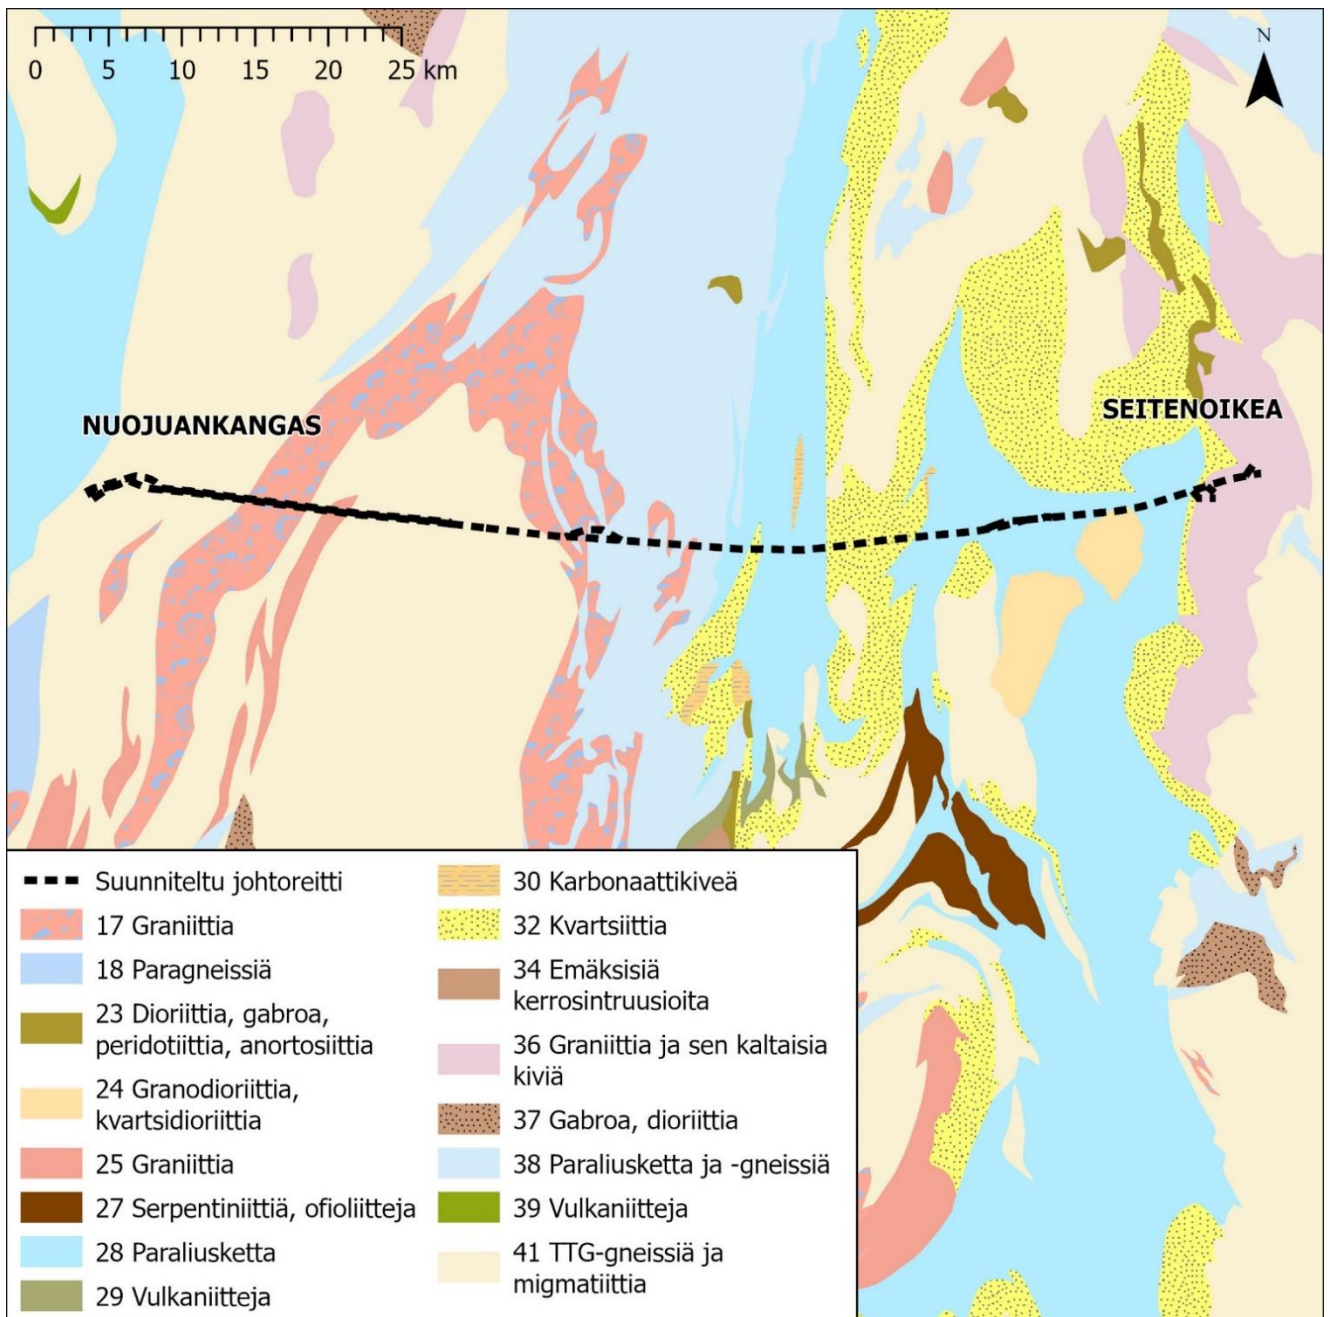 0 5 10 15 20 25 km
N
NUOJUANKANGAS
SEITENOIKEA
Suunniteltu johtoreitti
17 Graniittia
18 Paragneissiä
23 Dioriittia, gabroa,
peridotiittia, anortosiittia
24 Granodioriittia,
kvartsidioriittia
25 Graniittia
27 Serpentiniittiä, ofioliitteja
28 Paraliusketta
29 Vulkaniitteja
30 Karbonaattikiveä
32 Kvartsiittia
34 Emäksisiä
kerrosintruusioita
36 Graniittia ja sen kaltaisia
kiviä
37 Gabroa, dioriittia
38 Paraliusketta ja -gneissiä
39 Vulkaniitteja
41 TTG-gneissiä ja
migmatiittia